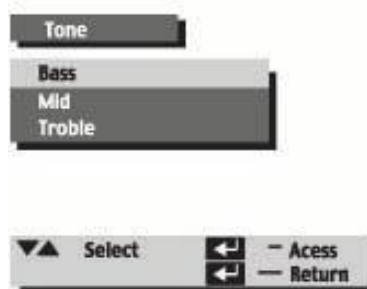 Tone
Bass
Mid
Troble
▼▲ Select ↵ – Acess
↵ — Return